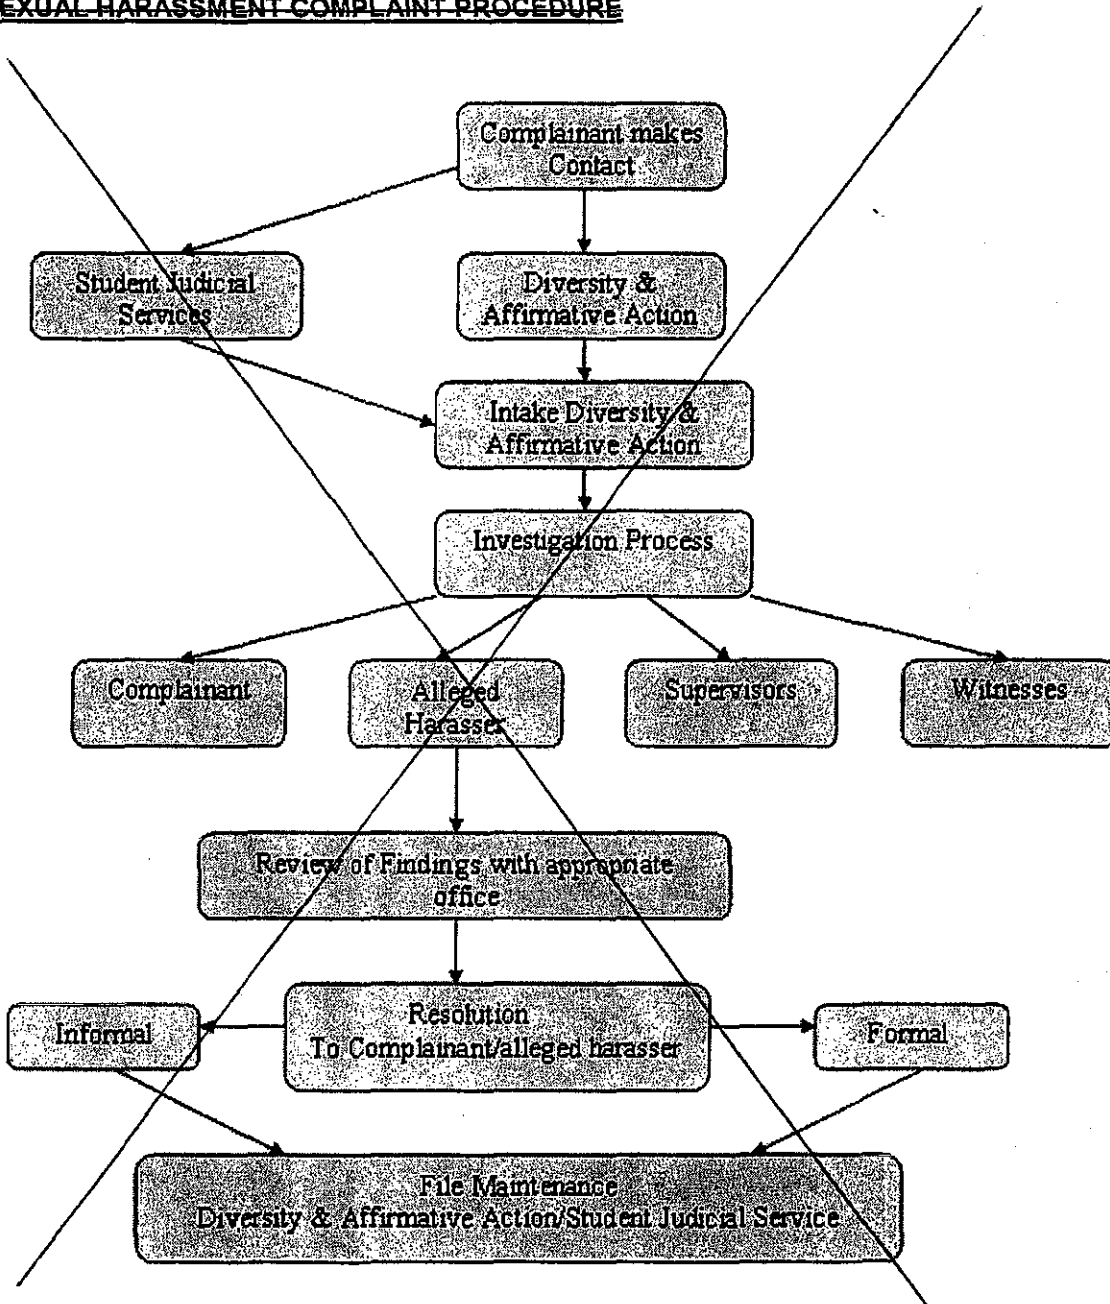 EXUAL HARASSMENT COMPLAINT PROCEDURE
Complainant makes
Contact
Student Judicial
Services
Diversity &
Affirmative Action
Intake Diversity &
Affirmative Action
Investigation Process
Complainant
Alleged
Harasser
Supervisors
Witnesses
Review of Findings with appropriate
office
Informal
Resolution
To Complainant/alleged harasser
Formal
File Maintenance
Diversity & Affirmative Action/Student Judicial Service